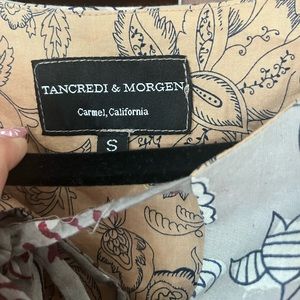 TANCREDI & MORGEN
Carmel, California
S